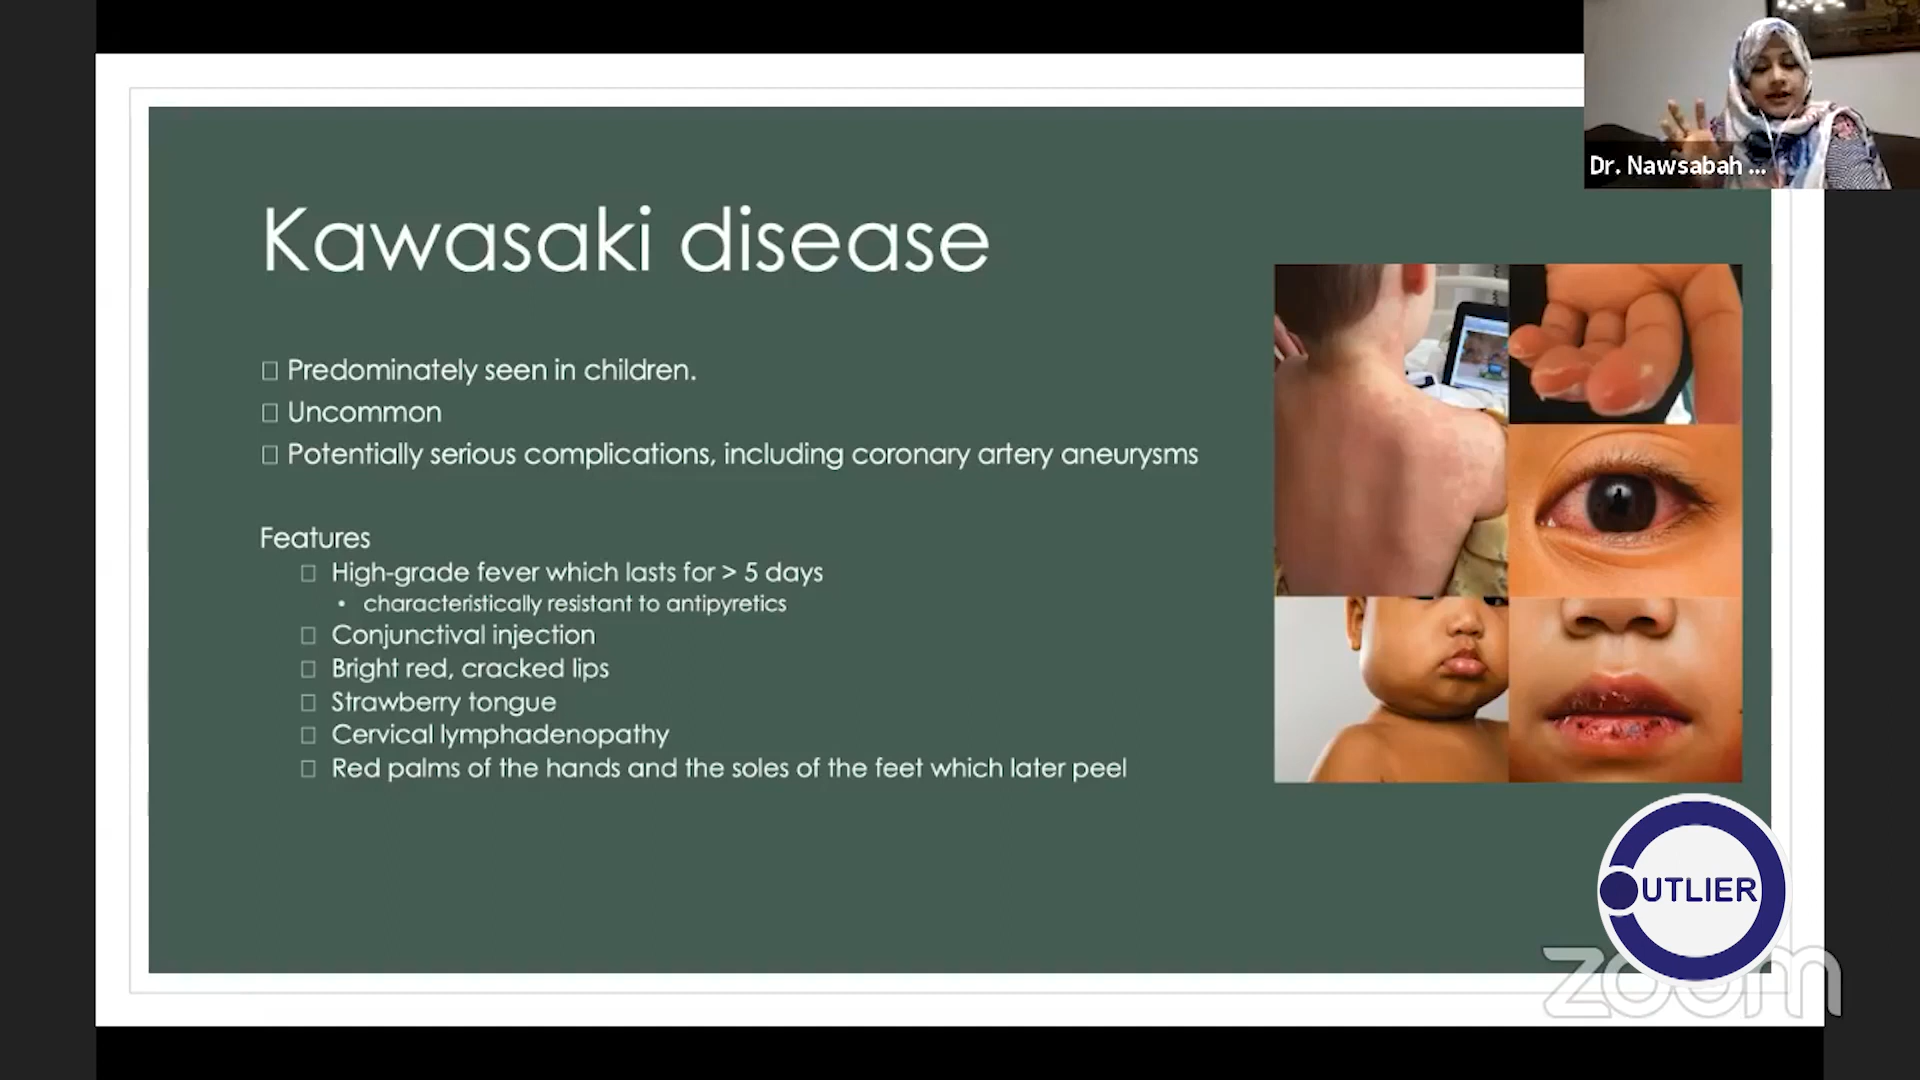 Dr. Nawsabah ...
Kawasaki disease
Predominately seen in children.
Uncommon
Potentially serious complications, including coronary artery aneurysms
Features
High-grade fever which lasts for > 5 days
• characteristically resistant to antipyretics
Conjunctival injection
Bright red, cracked lips
Strawberry tongue
Cervical lymphadenopathy
Red palms of the hands and the soles of the feet which later peel
OUTLIER
zoom